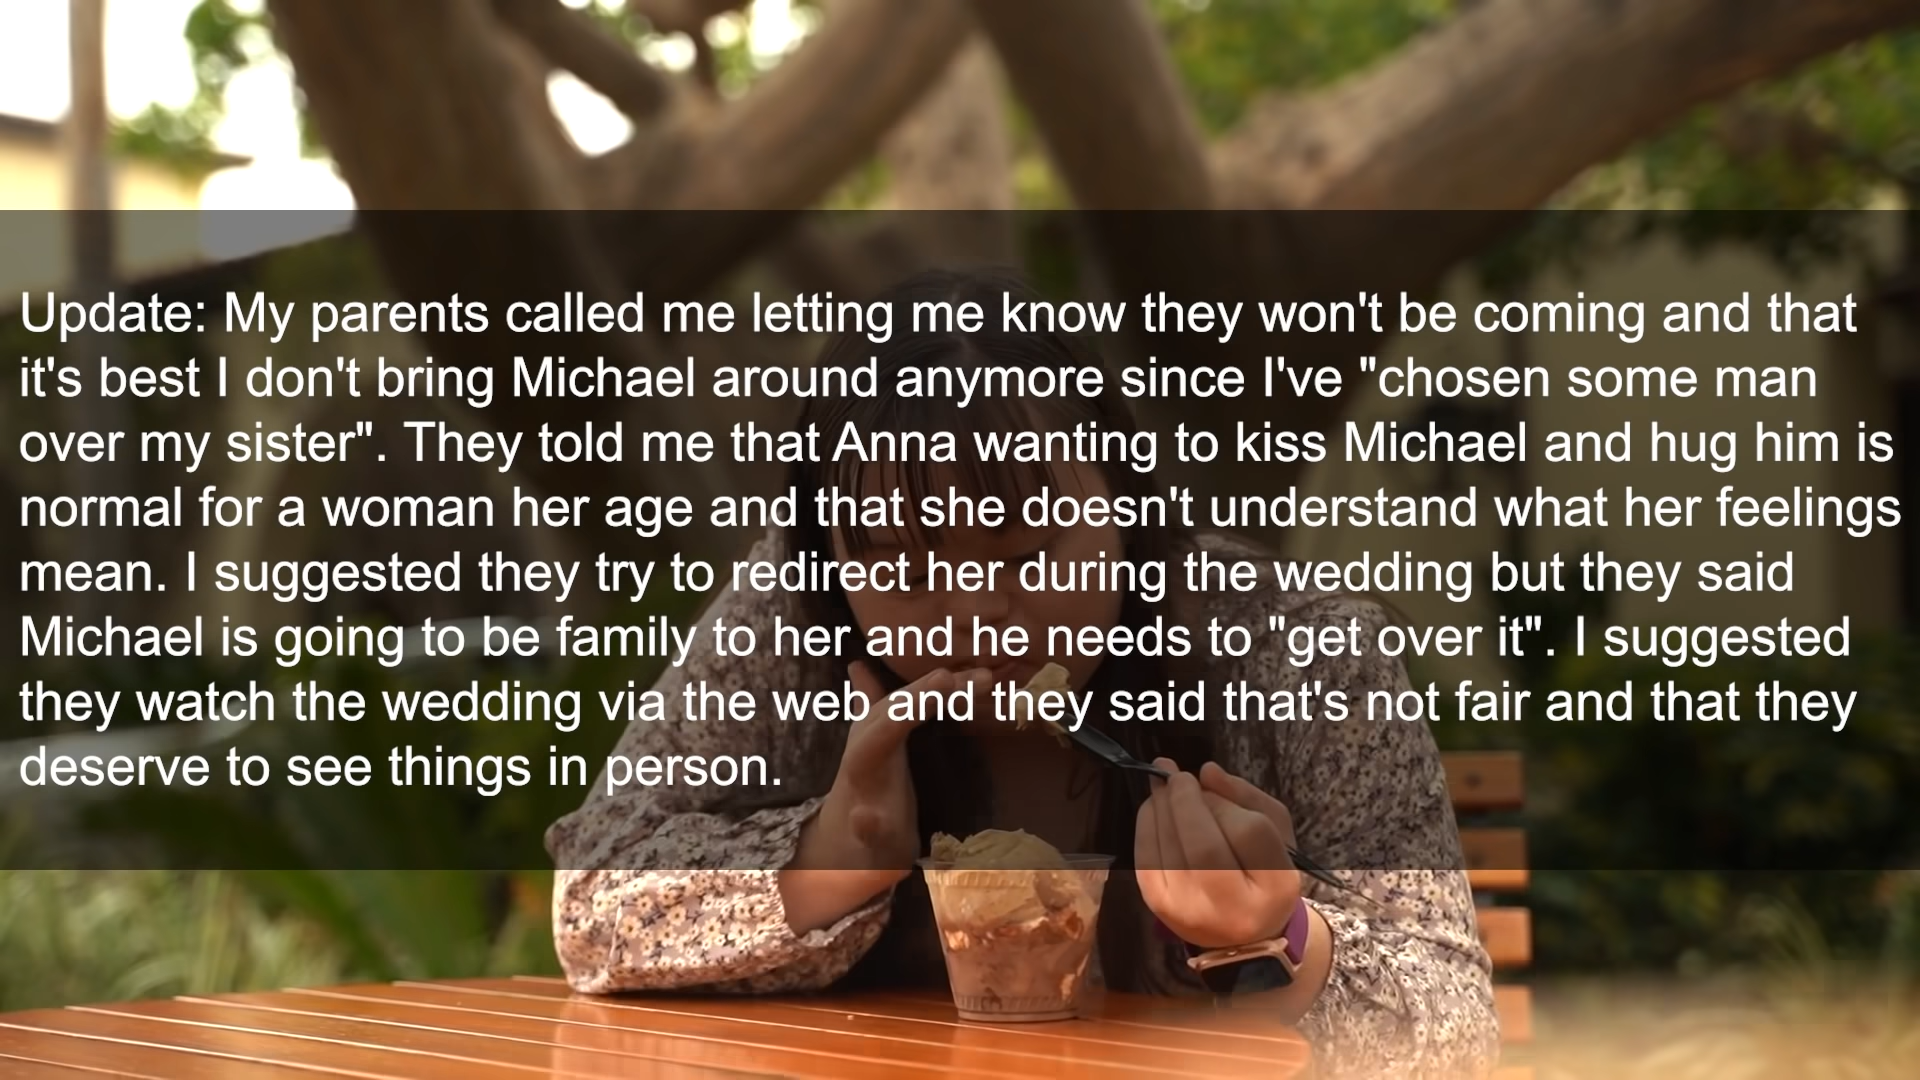 Update: My parents called me letting me know they won't be coming and that
it's best I don't bring Michael around anymore since I've "chosen some man
over my sister". They told me that Anna wanting to kiss Michael and hug him is
normal for a woman her age and that she doesn't understand what her feelings
mean. I suggested they try to redirect her during the wedding but they said
Michael is going to be family to her and he needs to "get over it". I suggested
they watch the wedding via the web and they said that's not fair and that they
deserve to see things in person.